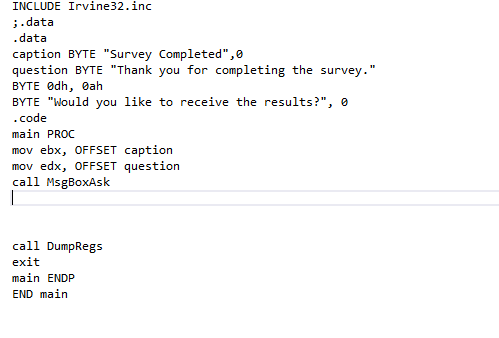 INCLUDE Irvine32.inc
;.data
.data
caption BYTE "Survey Completed",0
question BYTE "Thank you for completing the survey."
BYTE 0dh, 0ah
BYTE "Would you like to receive the results?", 0
.code
main PROC
mov ebx, OFFSET caption
mov edx, OFFSET question
call MsgBoxAsk
call DumpRegs
exit
main ENDP
END main